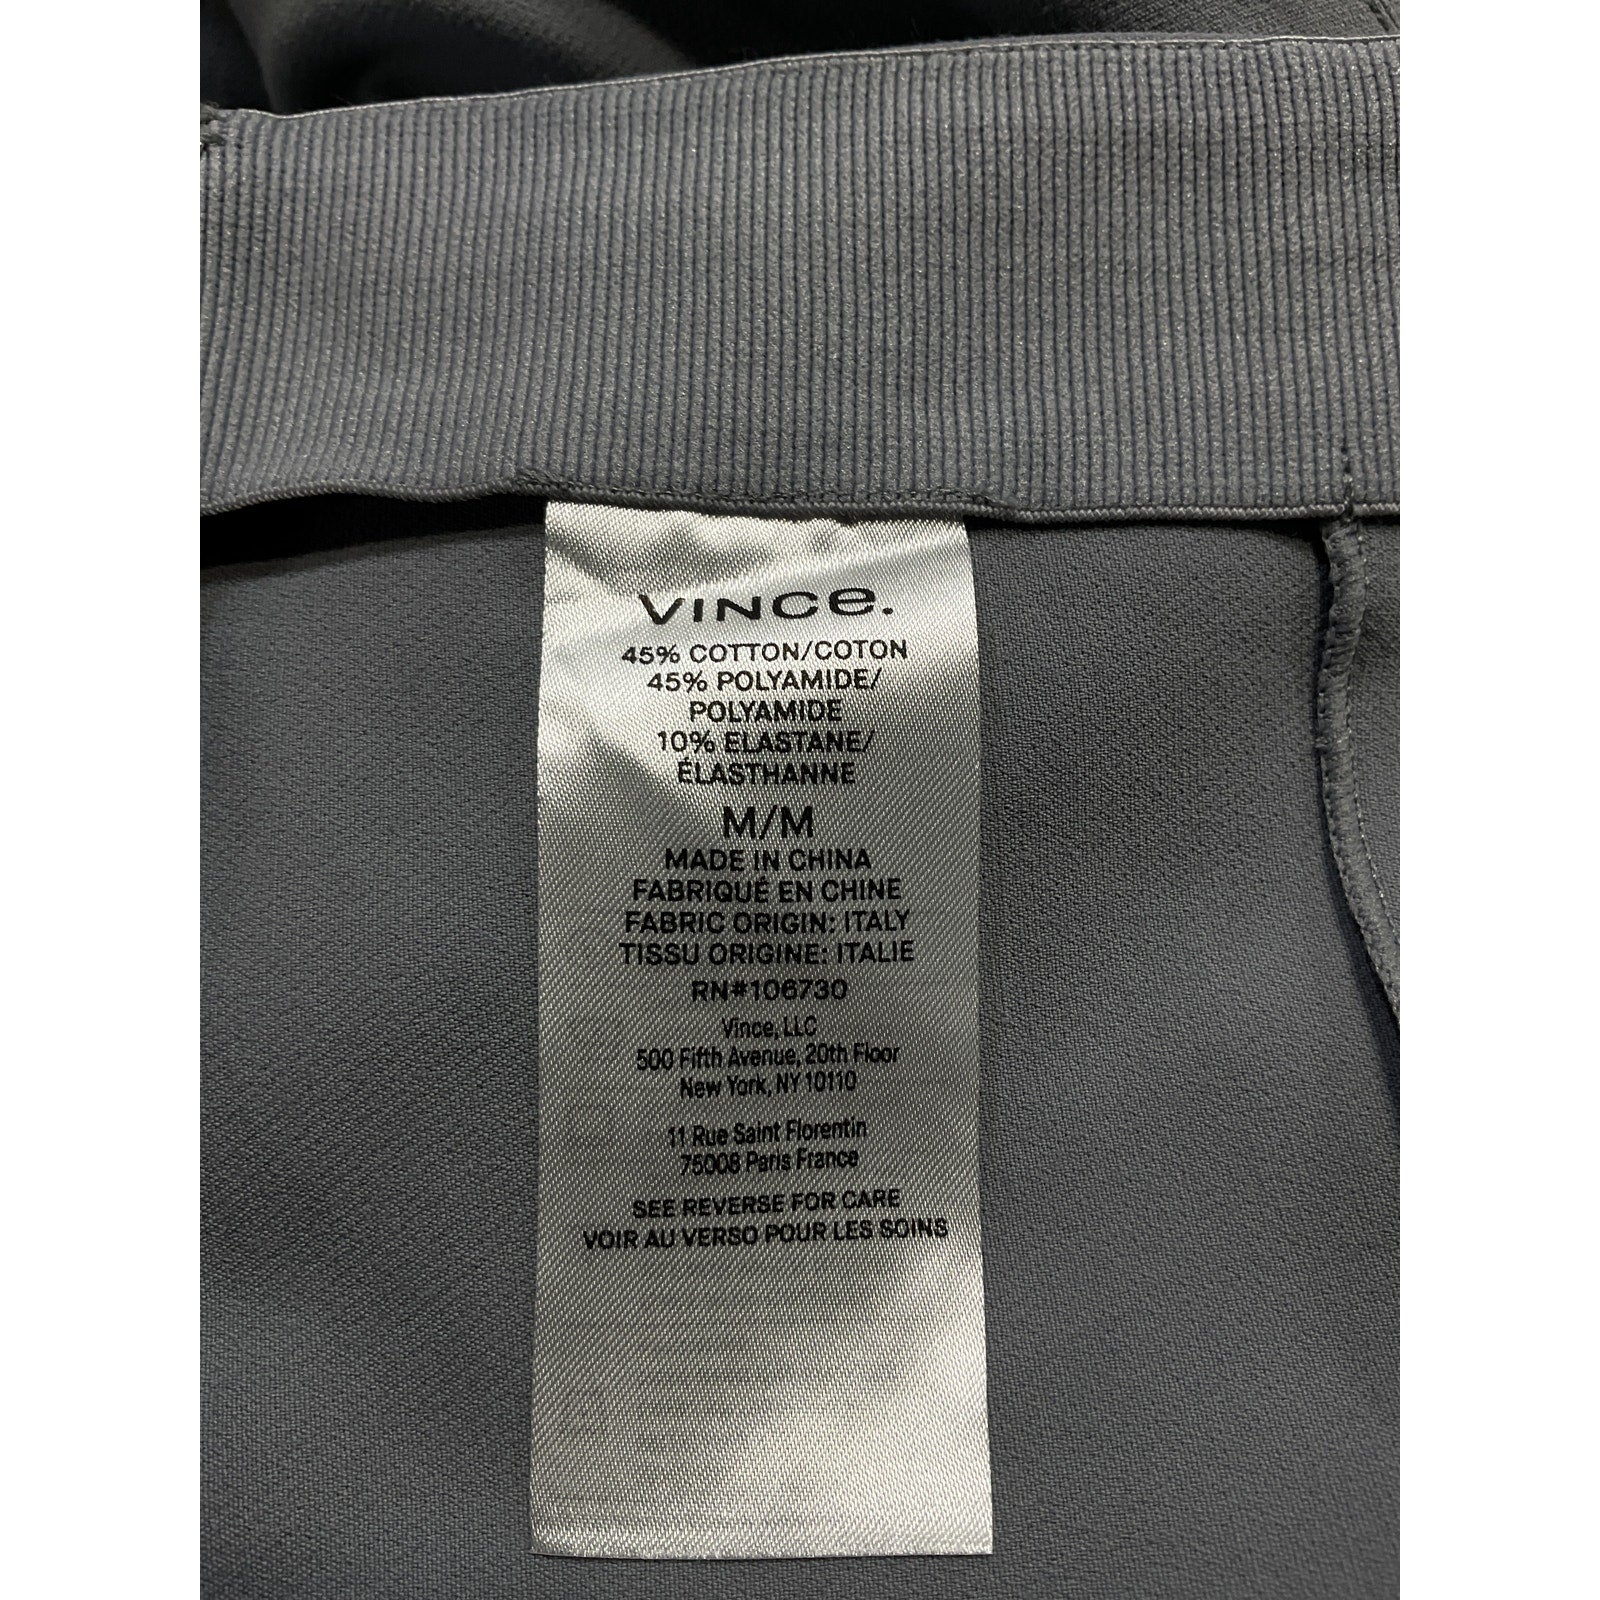 VINCe.
45% COTTON/COTON
45% POLYAMIDE/
POLYAMIDE
10% ELASTANE/
ÉLASTHANNE
M/M
MADE IN CHINA
FABRIQUÉ EN CHINE
FABRIC ORIGIN: ITALY
TISSU ORIGINE: ITALIE
RN#106730
Vince, LLC
500 Fifth Avenue, 20th Floor
New York, NY 10110
11 Rue Saint Florentin
75008 Paris France
SEE REVERSE FOR CARE
VOIR AU VERSO POUR LES SOINS